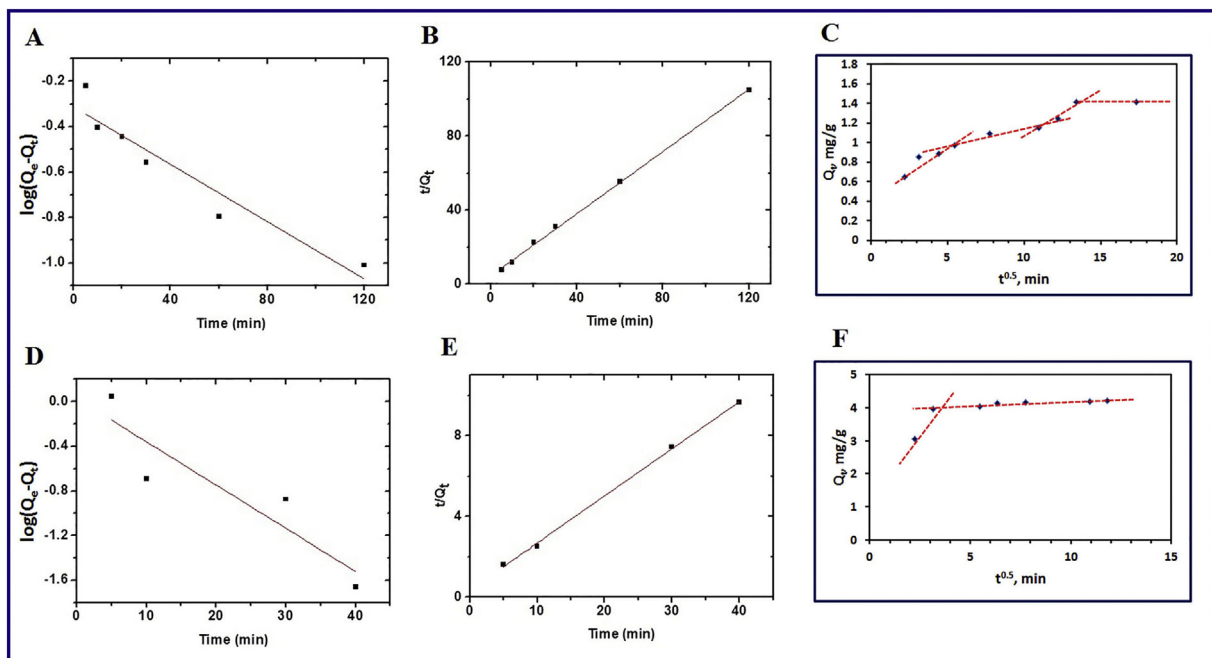 A
B
C
-0.2
-0.4
-0.6
-0.8
-1.0
log(Qe-Qt)
0 40 80 120
Time (min)
120
80
40
0
t/Qt
0 20 40 60 80 100 120
Time (min)
1.8
1.6
1.4
1.2
1
0.8
0.6
0.4
0.2
0
Qt, mg/g
0 5 10 15 20
t0.5, min
D
E
F
0.0
-0.4
-0.8
-1.2
-1.6
log(Qe-Qt)
0 10 20 30 40
Time (min)
8
4
0
t/Qt
0 10 20 30 40
Time (min)
5
4
3
2
1
0
Qt, mg/g
0 5 10 15
t0.5, min